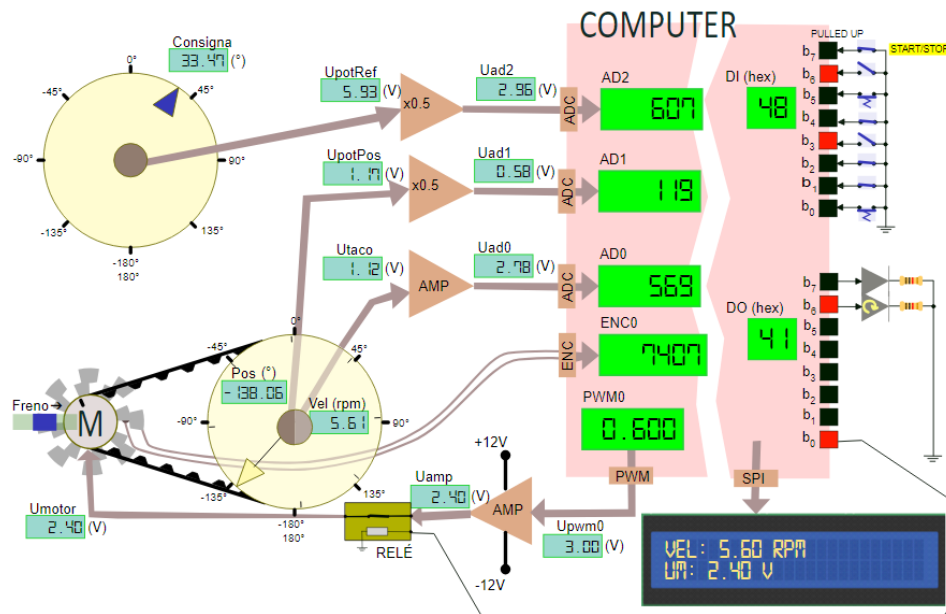 COMPUTER
Consigna
33.47 (°)
0°
-45°
45°
-90°
90°
-135°
135°
-180°
180°
UpotRef
5.93 (V)
x0.5
Uad2
2.96 (V)
ADC
AD2
607
UpotPos
1.17 (V)
x0.5
Uad1
0.58 (V)
ADC
AD1
119
Utaco
1.12 (V)
AMP
Uad0
2.78 (V)
ADC
AD0
569
ENC
ENC0
7407
PWM0
0.600
PWM
DI (hex)
48
PULLED UP
START/STOP
b7
b6
b5
b4
b3
b2
b1
b0
DO (hex)
41
b7
b6
b5
b4
b3
b2
b1
b0
SPI
0°
-45°
45°
-90°
90°
-135°
135°
-180°
180°
Pos (°)
-138.06
Vel (rpm)
5.61
Freno
M
Umotor
2.40 (V)
RELÉ
Uamp
2.40 (V)
+12V
AMP
-12V
Upwm0
3.00 (V)
VEL: 5.60 RPM
UM: 2.40 V